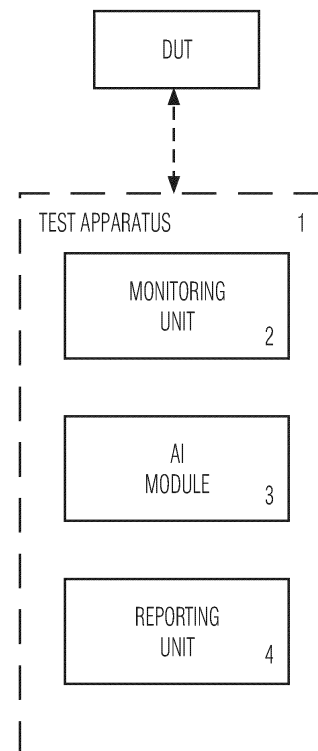 DUT
TEST APPARATUS 1
MONITORING
UNIT
2
AI
MODULE
3
REPORTING
UNIT
4